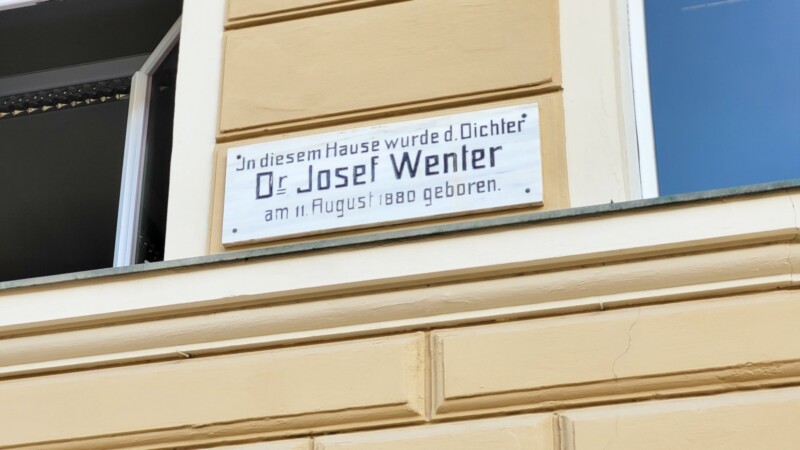 In diesem Hause wurde d. Dichter
Dr Josef Wenter
am 11. August 1880 geboren.